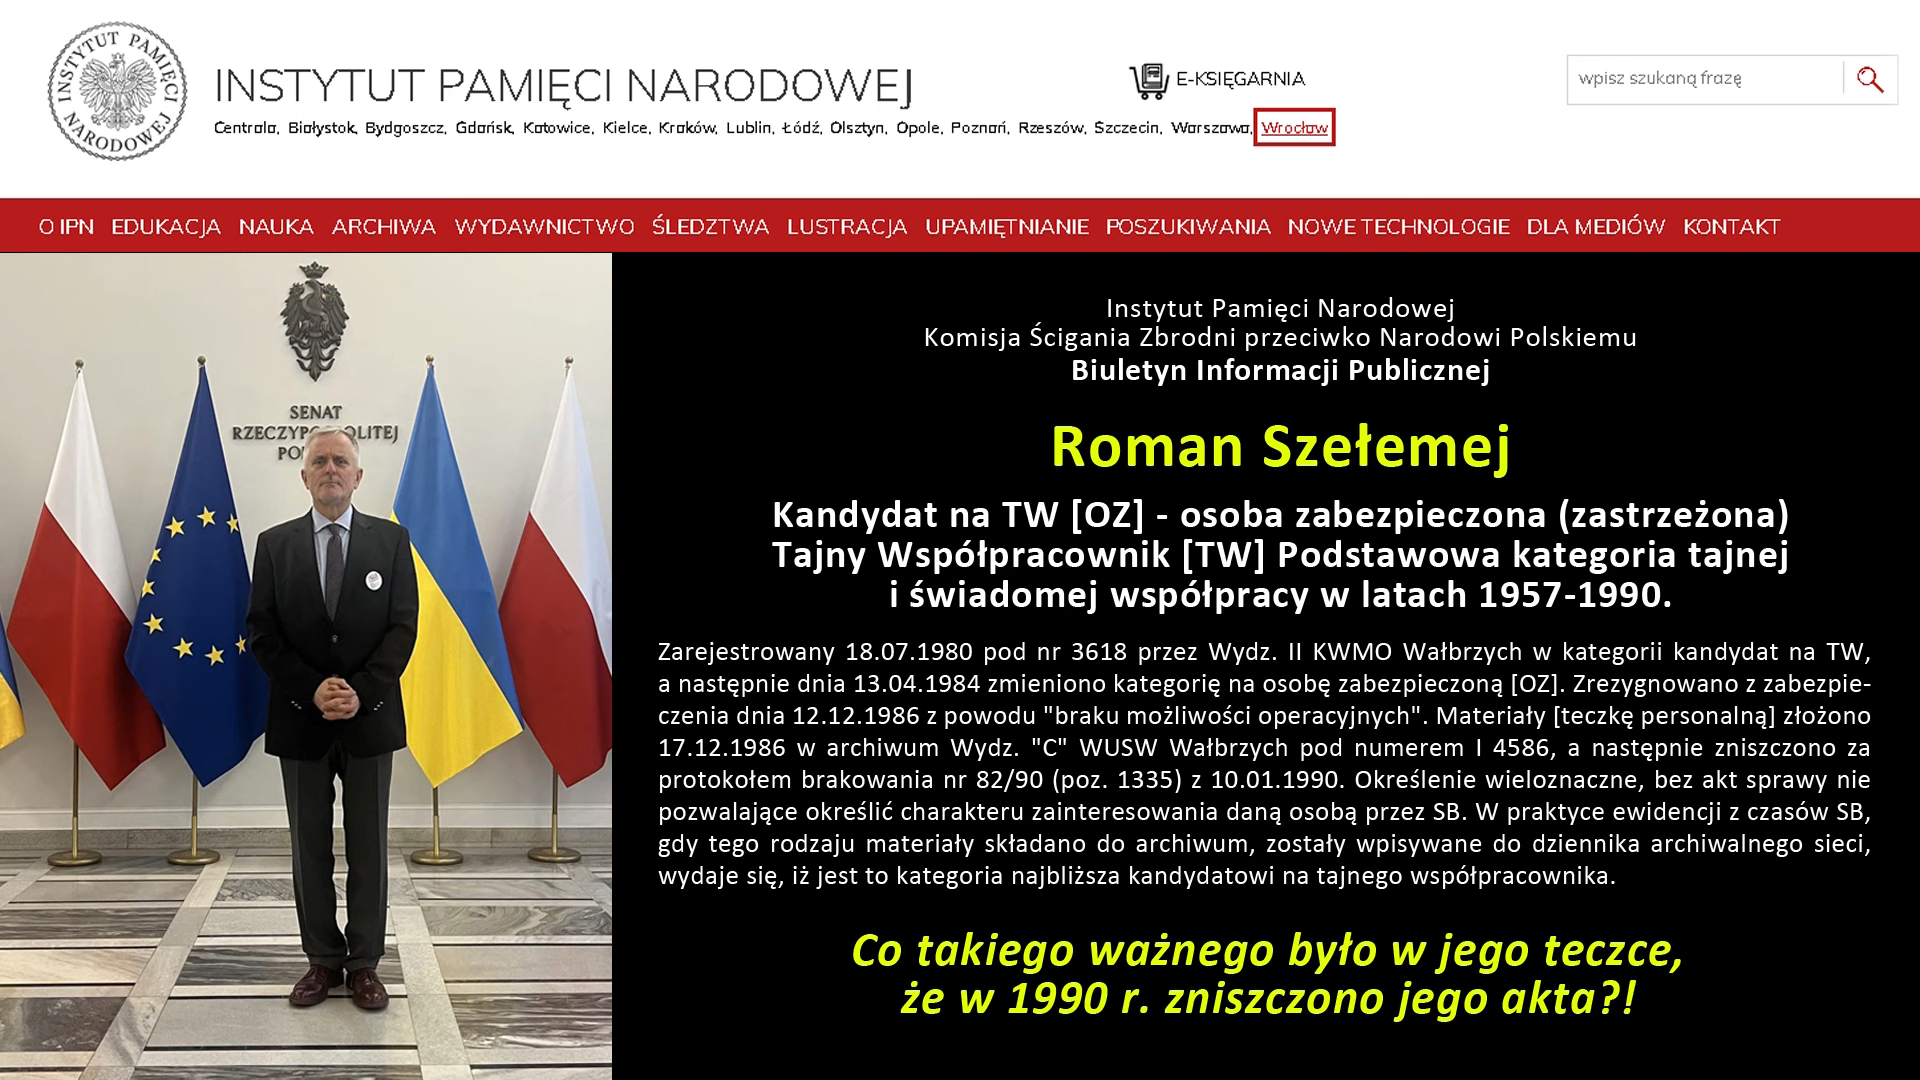 INSTYTUT PAMIĘCI NARODOWEJ
INSTYTUT PAMIĘCI NARODOWEJ
E-KSIĘGARNIA
wpisz szukaną frazę
Centrala, Białystok, Bydgoszcz, Gdańsk, Katowice, Kielce, Kraków, Lublin, Łódź, Olsztyn, Opole, Poznań, Rzeszów, Szczecin, Warszawa, Wrocław
O IPN EDUKACJA NAUKA ARCHIWA WYDAWNICTWO ŚLEDZTWA LUSTRACJA UPAMIĘTNIANIE POSZUKIWANIA NOWE TECHNOLOGIE DLA MEDIÓW KONTAKT
SENAT
Instytut Pamięci Narodowej
Komisja Ścigania Zbrodni przeciwko Narodowi Polskiemu
Biuletyn Informacji Publicznej
Roman Szełemej
Kandydat na TW [OZ] - osoba zabezpieczona (zastrzeżona)
Tajny Współpracownik [TW] Podstawowa kategoria tajnej
i świadomej współpracy w latach 1957-1990.
Zarejestrowany 18.07.1980 pod nr 3618 przez Wydz. II KWMO Wałbrzych w kategorii kandydat na TW,
a następnie dnia 13.04.1984 zmieniono kategorię na osobę zabezpieczoną [OZ]. Zrezygnowano z zabezpie-
czenia dnia 12.12.1986 z powodu "braku możliwości operacyjnych". Materiały [teczkę personalną] złożono
17.12.1986 w archiwum Wydz. "C" WUSW Wałbrzych pod numerem I 4586, a następnie zniszczono za
protokołem brakowania nr 82/90 (poz. 1335) z 10.01.1990. Określenie wieloznaczne, bez akt sprawy nie
pozwalające określić charakteru zainteresowania daną osobą przez SB. W praktyce ewidencji z czasów SB,
gdy tego rodzaju materiały składano do archiwum, zostały wpisywane do dziennika archiwalnego sieci,
wydaje się, iż jest to kategoria najbliższa kandydatowi na tajnego współpracownika.
Co takiego ważnego było w jego teczce,
że w 1990 r. zniszczono jego akta?!